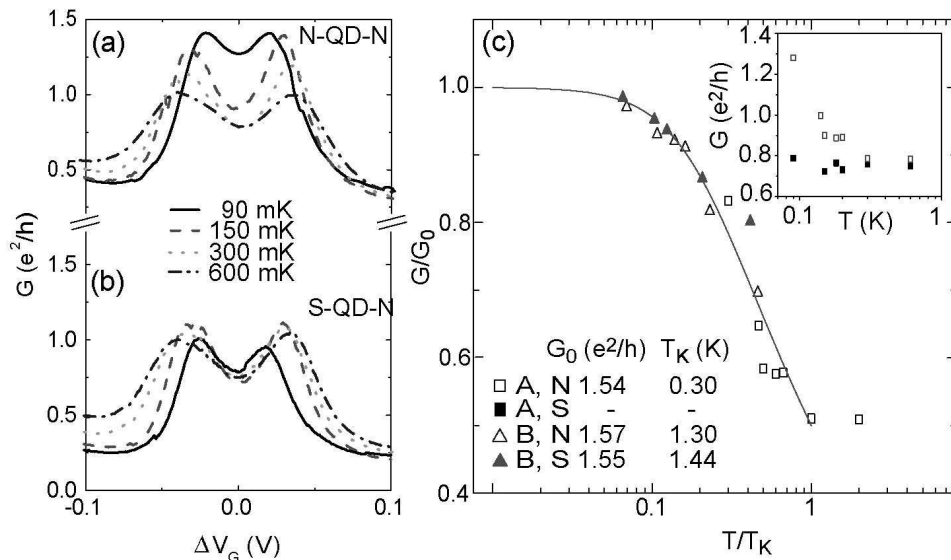 (a)
N-QD-N
1.5
1.0
0.5
90 mK
150 mK
300 mK
600 mK
G (e²/h)
(b)
S-QD-N
1.5
1.0
0.5
0.0
-0.1
0.0
0.1
ΔV_G (V)
(c)
G/G₀
1.0
0.8
0.6
0.4
0.1
1
T/T_K
G₀ (e²/h) T_K (K)
A, N 1.54 0.30
A, S - -
B, N 1.57 1.30
B, S 1.55 1.44
G (e²/h)
1.4
1.2
1.0
0.8
0.6
0.1
1
T (K)